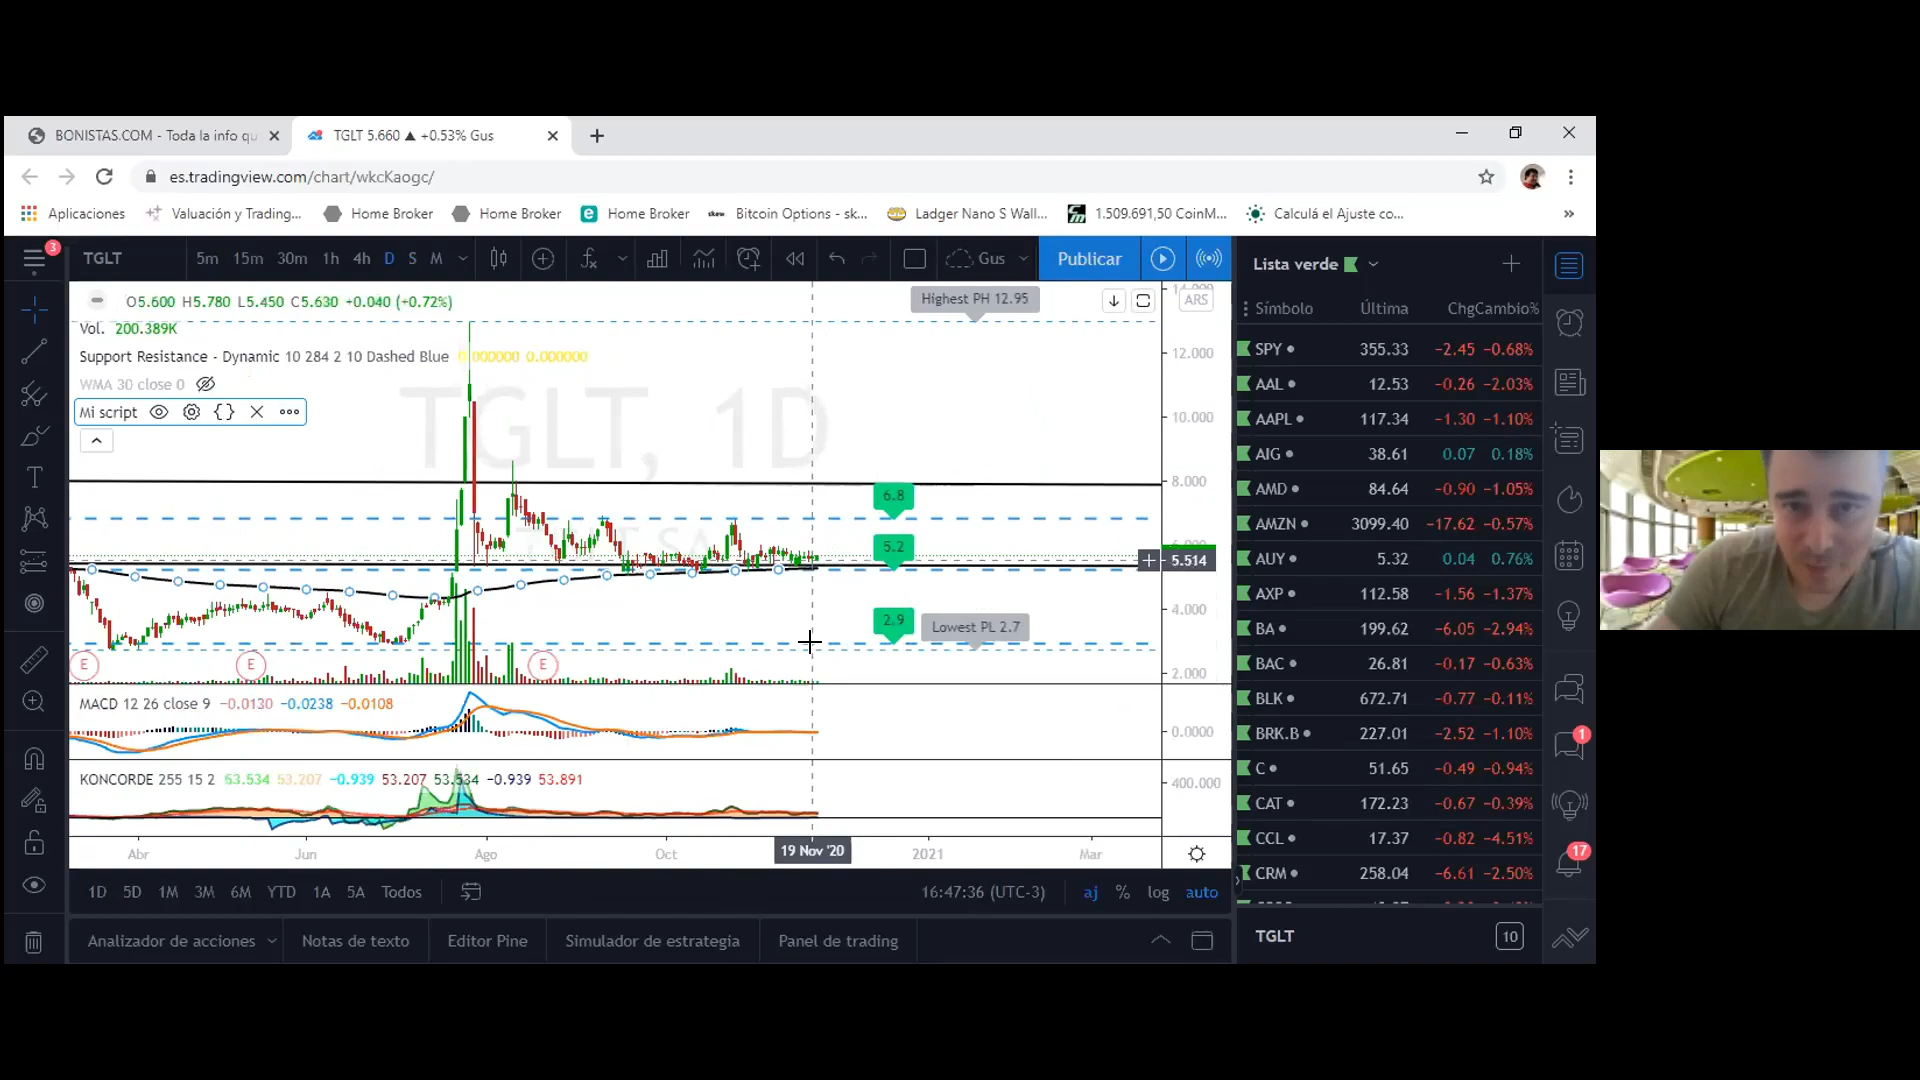 BONISTAS.COM - Toda la info qu
TGLT 5.660 ▲ +0.53% Gus
es.tradingview.com/chart/wkcKaogc/
Aplicaciones
Valuación y Trading...
Home Broker
Home Broker
Home Broker
skew
Bitcoin Options - sk...
Ladger Nano S Wall...
1.509.691,50 CoinM...
Calculá el Ajuste co...
»
3
TGLT
5m 15m 30m 1h 4h D S M
Gus
Publicar
Lista verde
O5.600 H5.780 L5.450 C5.630 +0.040 (+0.72%)
Vol. 200.389K
Support Resistance - Dynamic 10 284 2 10 Dashed Blue 0.000000 0.000000
WMA 30 close 0
Mi script
TGLT, 1D
Highest PH 12.95
ARS
14.000
12.000
10.000
8.000
6.8
5.2
5.514
4.000
2.9
Lowest PL 2.7
2.000
E E E
MACD 12 26 close 9 −0.0130 −0.0238 −0.0108
0.0000
KONCORDE 255 15 2 53.534 53.207 −0.939 53.207 53.534 −0.939 53.891
400.000
Abr Jun Ago Oct 19 Nov '20 2021 Mar
1D 5D 1M 3M 6M YTD 1A 5A Todos
16:47:36 (UTC-3)
aj % log auto
Analizador de acciones
Notas de texto
Editor Pine
Simulador de estrategia
Panel de trading
Símbolo Última Chg Cambio%
SPY 355.33 −2.45 −0.68%
AAL 12.53 −0.26 −2.03%
AAPL 117.34 −1.30 −1.10%
AIG 38.61 0.07 0.18%
AMD 84.64 −0.90 −1.05%
AMZN 3099.40 −17.62 −0.57%
AUY 5.32 0.04 0.76%
AXP 112.58 −1.56 −1.37%
BA 199.62 −6.05 −2.94%
BAC 26.81 −0.17 −0.63%
BLK 672.71 −0.77 −0.11%
BRK.B 227.01 −2.52 −1.10%
C 51.65 −0.49 −0.94%
CAT 172.23 −0.67 −0.39%
CCL 17.37 −0.82 −4.51%
CRM 258.04 −6.61 −2.50%
TGLT
10
1
17